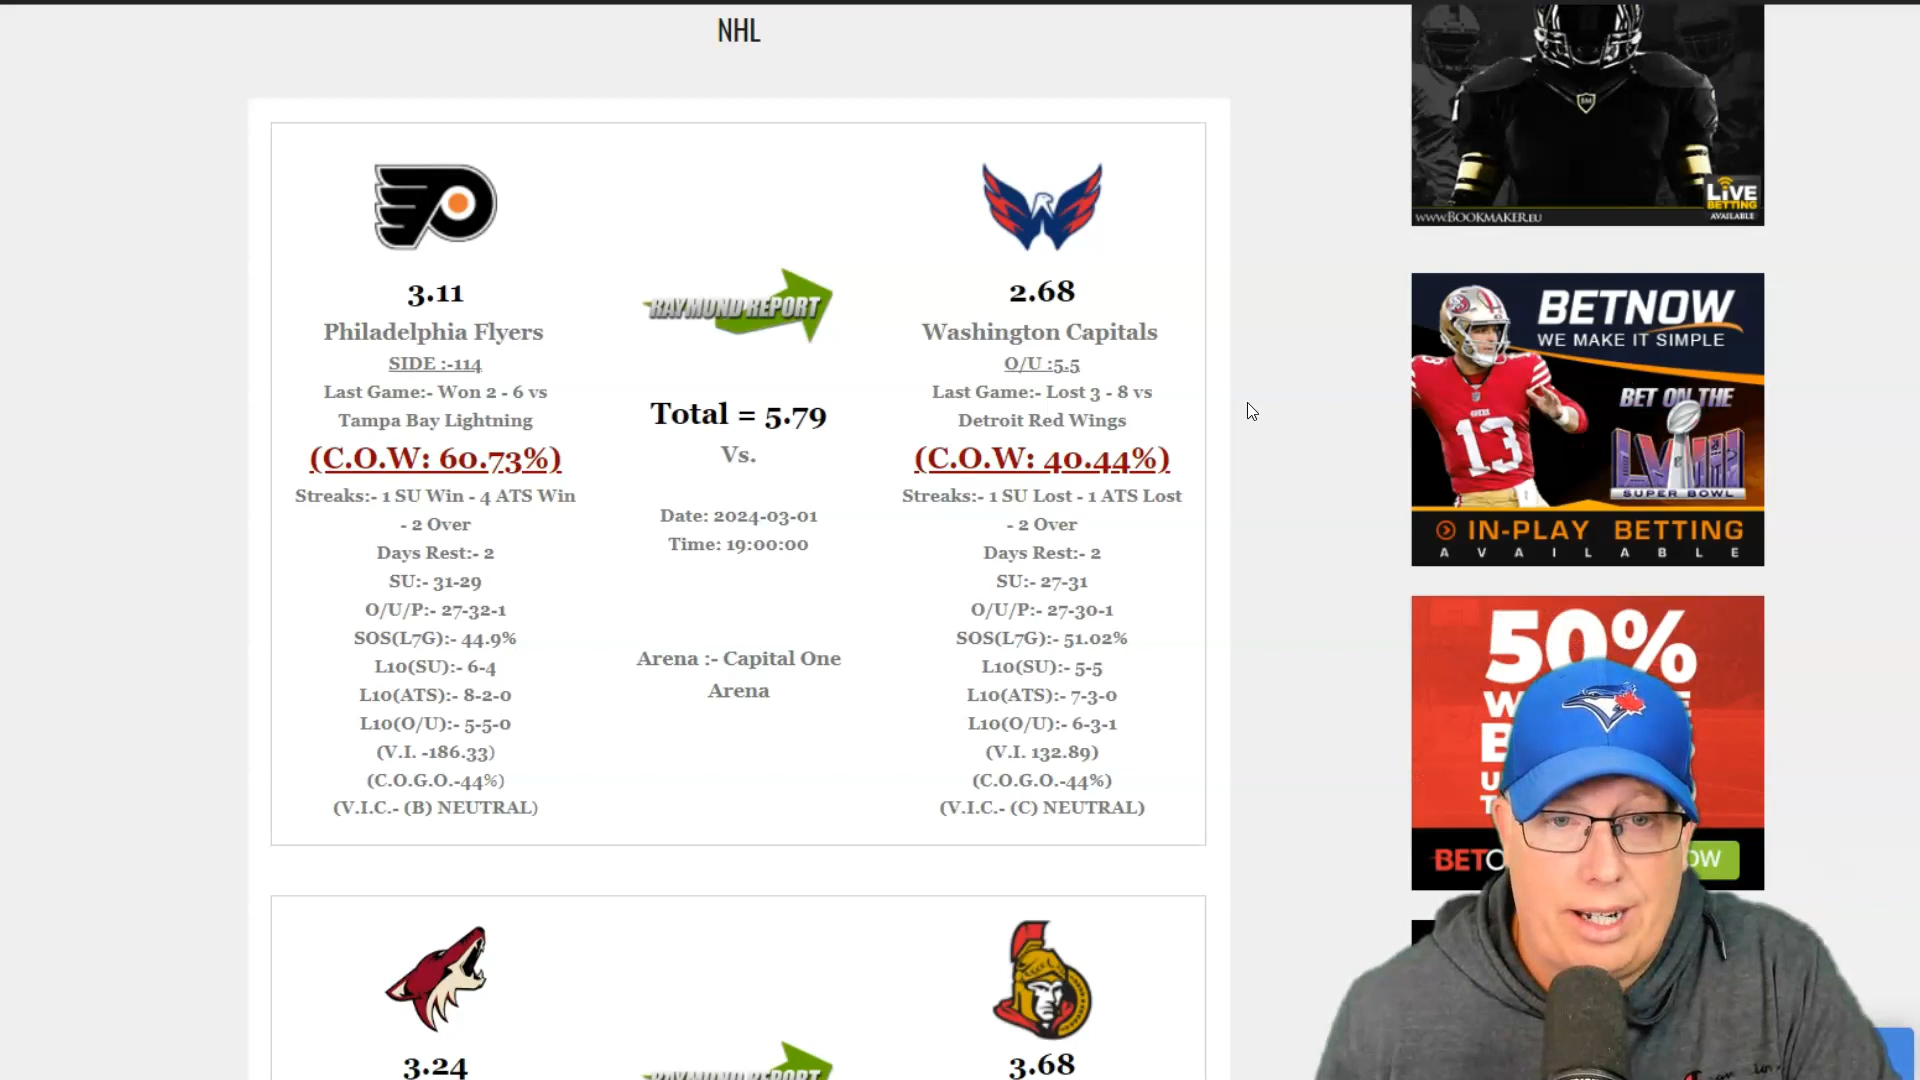 NHL
3.11
Philadelphia Flyers
SIDE :-114
Last Game:- Won 2 - 6 vs
Tampa Bay Lightning
(C.O.W: 60.73%)
Streaks:- 1 SU Win - 4 ATS Win
- 2 Over
Days Rest:- 2
SU:- 31-29
O/U/P:- 27-32-1
SOS(L7G):- 44.9%
L10(SU):- 6-4
L10(ATS):- 8-2-0
L10(O/U):- 5-5-0
(V.I. -186.33)
(C.O.G.O.-44%)
(V.I.C.- (B) NEUTRAL)
RAYMOND REPORT
Total = 5.79
Vs.
Date: 2024-03-01
Time: 19:00:00
Arena :- Capital One
Arena
2.68
Washington Capitals
O/U :5.5
Last Game:- Lost 3 - 8 vs
Detroit Red Wings
(C.O.W: 40.44%)
Streaks:- 1 SU Lost - 1 ATS Lost
- 2 Over
Days Rest:- 2
SU:- 27-31
O/U/P:- 27-30-1
SOS(L7G):- 51.02%
L10(SU):- 5-5
L10(ATS):- 7-3-0
L10(O/U):- 6-3-1
(V.I. 132.89)
(C.O.G.O.-44%)
(V.I.C.- (C) NEUTRAL)
3.24
RAYMOND REPORT
3.68
BM
LIVE
BETTING
AVAILABLE
WWW.BOOKMAKER.EU
BETNOW
WE MAKE IT SIMPLE
BET ON THE
LVIII
SUPER BOWL
13
IN-PLAY BETTING
AVAILABLE
50%